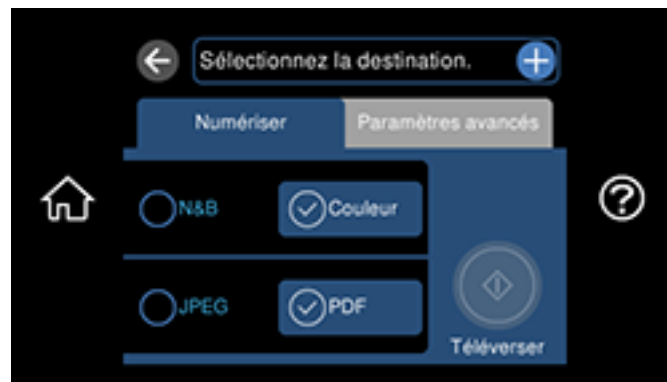 Sélectionnez la destination.
Numériser
Paramètres avancés
N&B
Couleur
JPEG
PDF
Téléverser